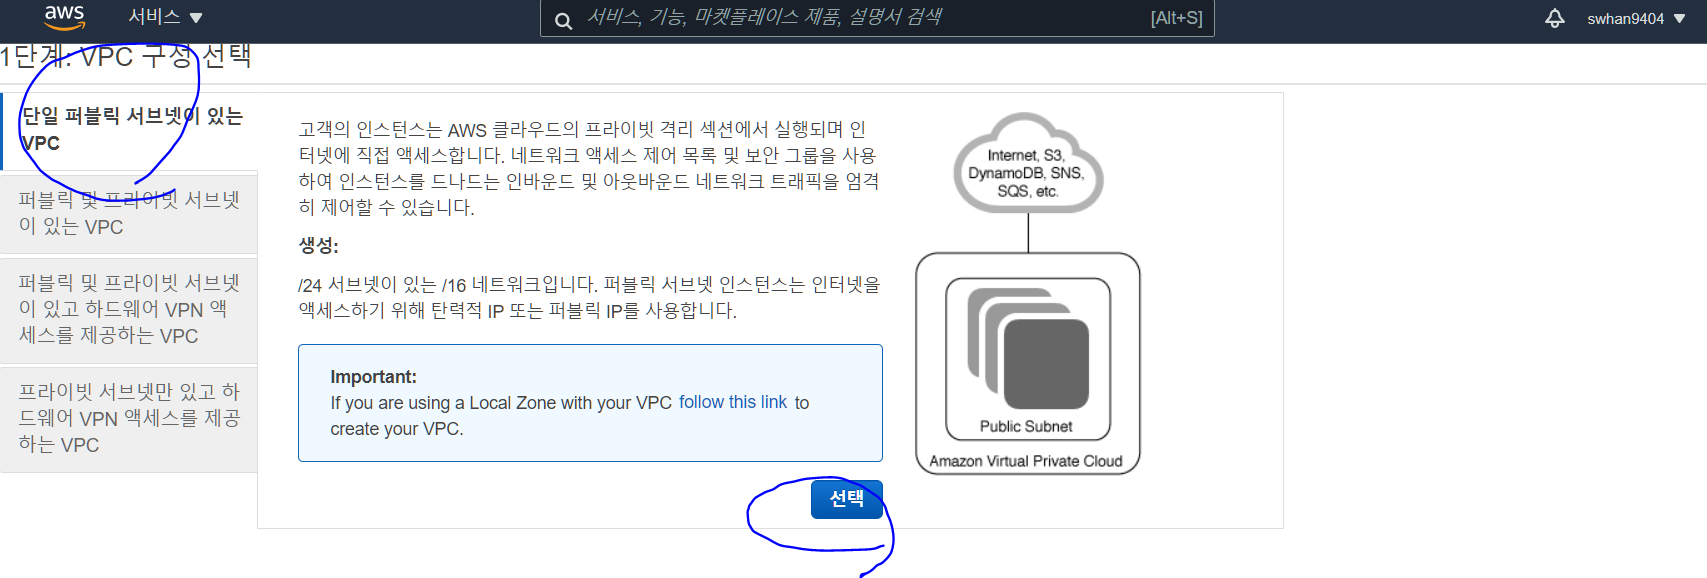 aws 서비스 ▼ 서비스, 기능, 마켓플레이스 제품, 설명서 검색 [Alt+S] swhan9404 ▼
1단계: VPC 구성 선택
단일 퍼블릭 서브넷이 있는
VPC
퍼블릭 및 프라이빗 서브넷
이 있는 VPC
퍼블릭 및 프라이빗 서브넷
이 있고 하드웨어 VPN 액
세스를 제공하는 VPC
프라이빗 서브넷만 있고 하
드웨어 VPN 액세스를 제공
하는 VPC
고객의 인스턴스는 AWS 클라우드의 프라이빗 격리 섹션에서 실행되며 인
터넷에 직접 액세스합니다. 네트워크 액세스 제어 목록 및 보안 그룹을 사용
하여 인스턴스를 드나드는 인바운드 및 아웃바운드 네트워크 트래픽을 엄격
히 제어할 수 있습니다.
생성:
/24 서브넷이 있는 /16 네트워크입니다. 퍼블릭 서브넷 인스턴스는 인터넷을
액세스하기 위해 탄력적 IP 또는 퍼블릭 IP를 사용합니다.
Important:
If you are using a Local Zone with your VPC follow this link to
create your VPC.
선택
Internet, S3,
DynamoDB, SNS,
SQS, etc.
Public Subnet
Amazon Virtual Private Cloud